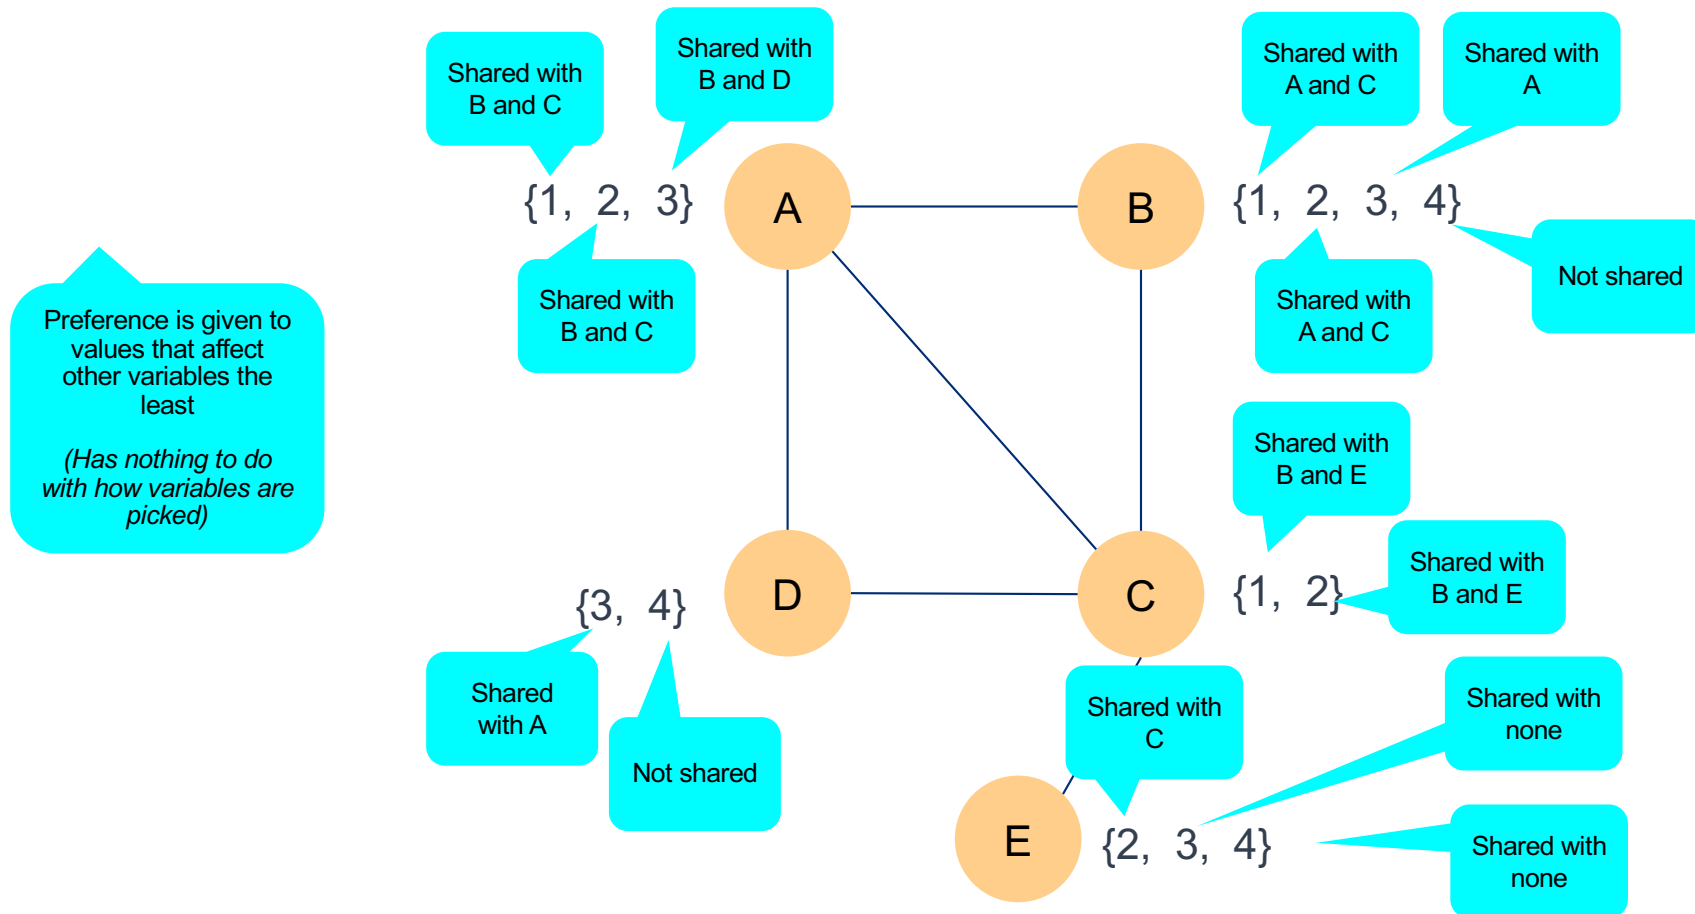 Shared with
B and C
Shared with
B and D
Shared with
A and C
Shared with
A
{1, 2, 3}
A
B
{1, 2, 3, 4}
Shared with
B and C
Shared with
A and C
Not shared
Preference is given to
values that affect
other variables the
least
(Has nothing to do
with how variables are
picked)
Shared with
B and E
Shared with
B and E
{3, 4}
D
C
{1, 2}
Shared
with A
Not shared
Shared with
C
Shared with
none
E
{2, 3, 4}
Shared with
none